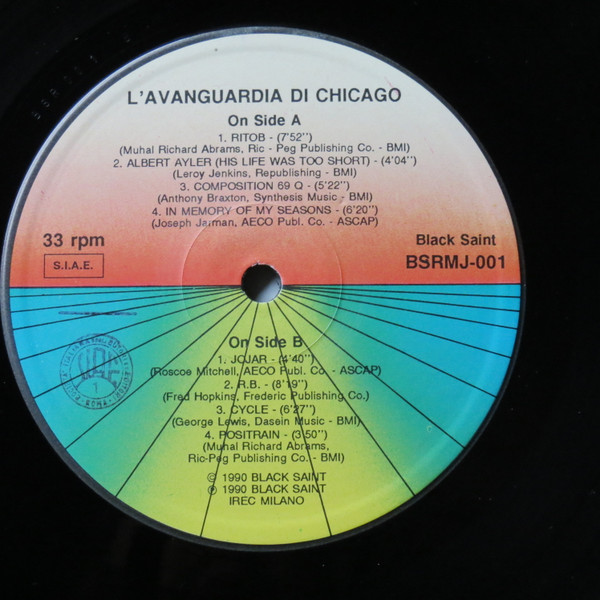 L'AVANGUARDIA DI CHICAGO
On Side A
1. RITOB - (7'52'')
(Muhal Richard Abrams, Ric - Peg Publishing Co. - BMI)
2. ALBERT AYLER (HIS LIFE WAS TOO SHORT) - (4'04'')
(Leroy Jenkins, Republishing - BMI)
3. COMPOSITION 69 Q - (5'22'')
(Anthony Braxton, Synthesis Music - BMI)
4. IN MEMORY OF MY SEASONS - (6'20'')
(Joseph Jarman, AECO Publ. Co. - ASCAP)
33 rpm
S.I.A.E.
Black Saint
BSRMJ-001
On Side B
1. JOJAR - (4'40'')
(Roscoe Mitchell, AECO Publ. Co. - ASCAP)
2. R.B. - (8'19'')
(Fred Hopkins, Frederic Publishing Co.)
3. CYCLE - (6'27'')
(George Lewis, Dasein Music - BMI)
4. POSITRAIN - (3'50'')
(Muhal Richard Abrams,
Ric-Peg Publishing Co. - BMI)
© 1990 BLACK SAINT
℗ 1990 BLACK SAINT
IREC MILANO